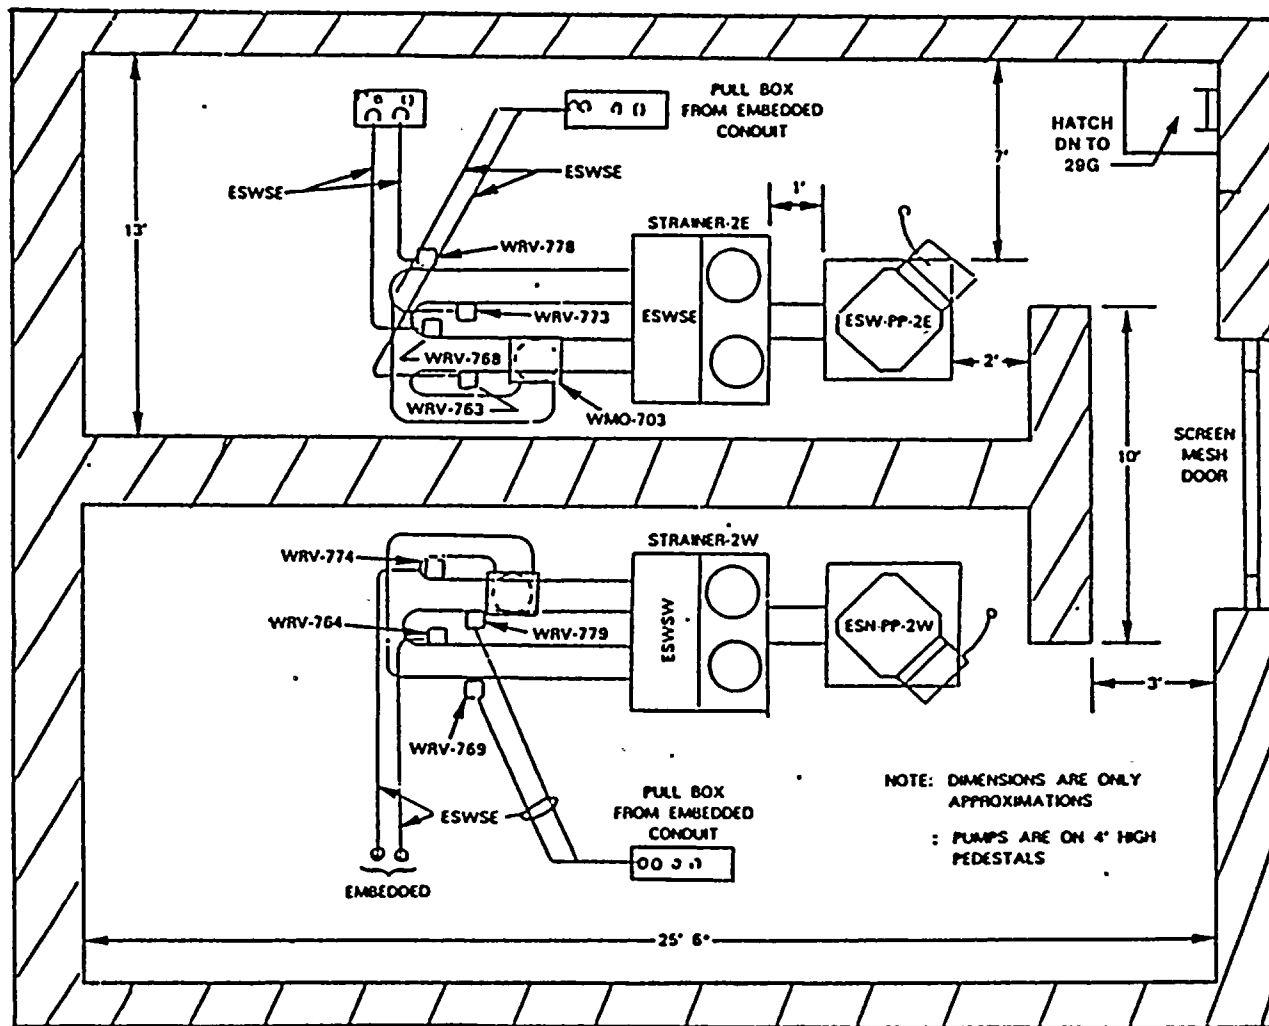 PULL BOX
FROM EMBEDDED
CONDUIT
HATCH
DN TO
29G
7'
13'
ESWSE
ESWSE
1'
STRAINER-2E
WRV-778
WRV-773
ESWSE
ESW-PP-2E
WRV-768
2'
WRV-763
WMO-703
SCREEN
MESH
DOOR
10'
STRAINER-2W
WRV-774
WRV-764
WRV-779
ESWSW
ESN-PP-2W
3'
WRV-769
ESWSE
PULL BOX
FROM EMBEDDED
CONDUIT
NOTE: DIMENSIONS ARE ONLY
APPROXIMATIONS
: PUMPS ARE ON 4' HIGH
PEDESTALS
EMBEDDED
25' 6"